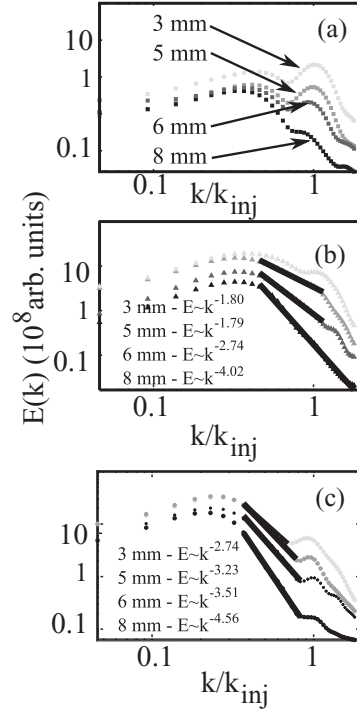 (a)
3 mm
5 mm
6 mm
8 mm
10
1
0.1
0.1
1
k/k_inj
E(k) (10^8 arb. units)
(b)
10
1
0.1
3 mm - E~k^-1.80
5 mm - E~k^-1.79
6 mm - E~k^-2.74
8 mm - E~k^-4.02
0.1
1
k/k_inj
(c)
10
1
0.1
3 mm - E~k^-2.74
5 mm - E~k^-3.23
6 mm - E~k^-3.51
8 mm - E~k^-4.56
0.1
1
k/k_inj